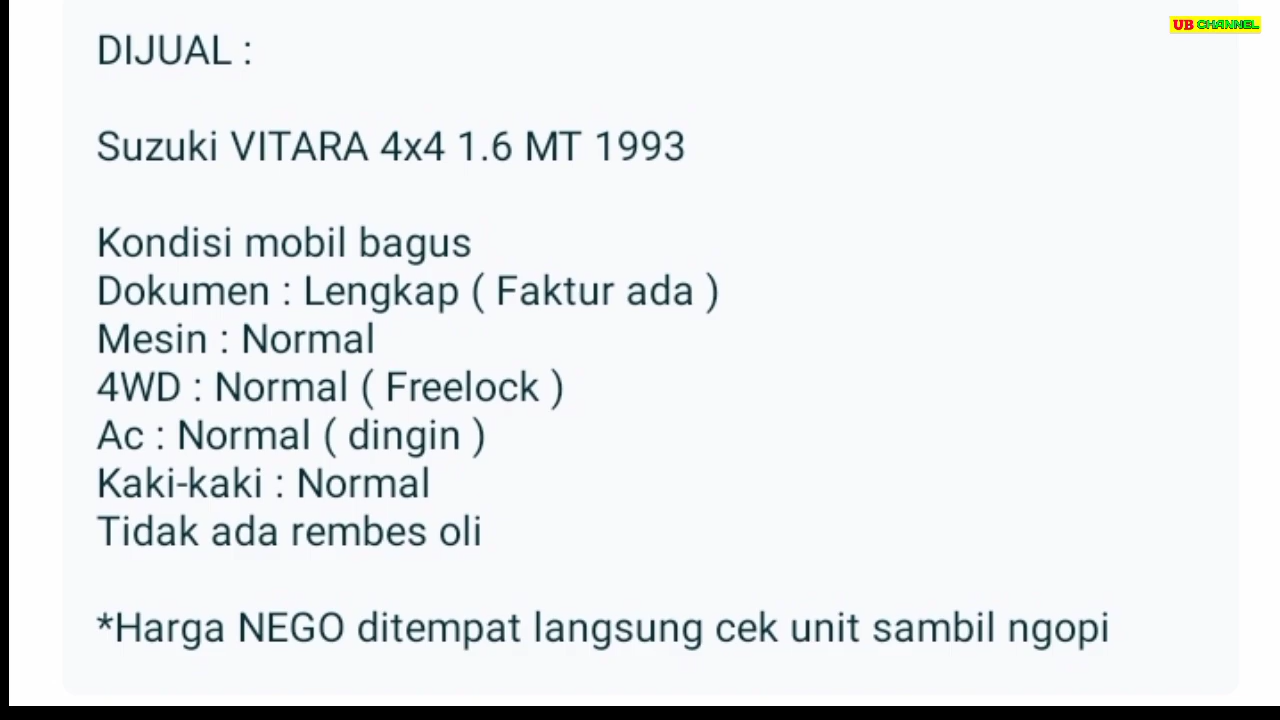 UB CHANNEL
DIJUAL :
Suzuki VITARA 4x4 1.6 MT 1993
Kondisi mobil bagus
Dokumen : Lengkap ( Faktur ada )
Mesin : Normal
4WD : Normal ( Freelock )
Ac : Normal ( dingin )
Kaki-kaki : Normal
Tidak ada rembes oli
*Harga NEGO ditempat langsung cek unit sambil ngopi